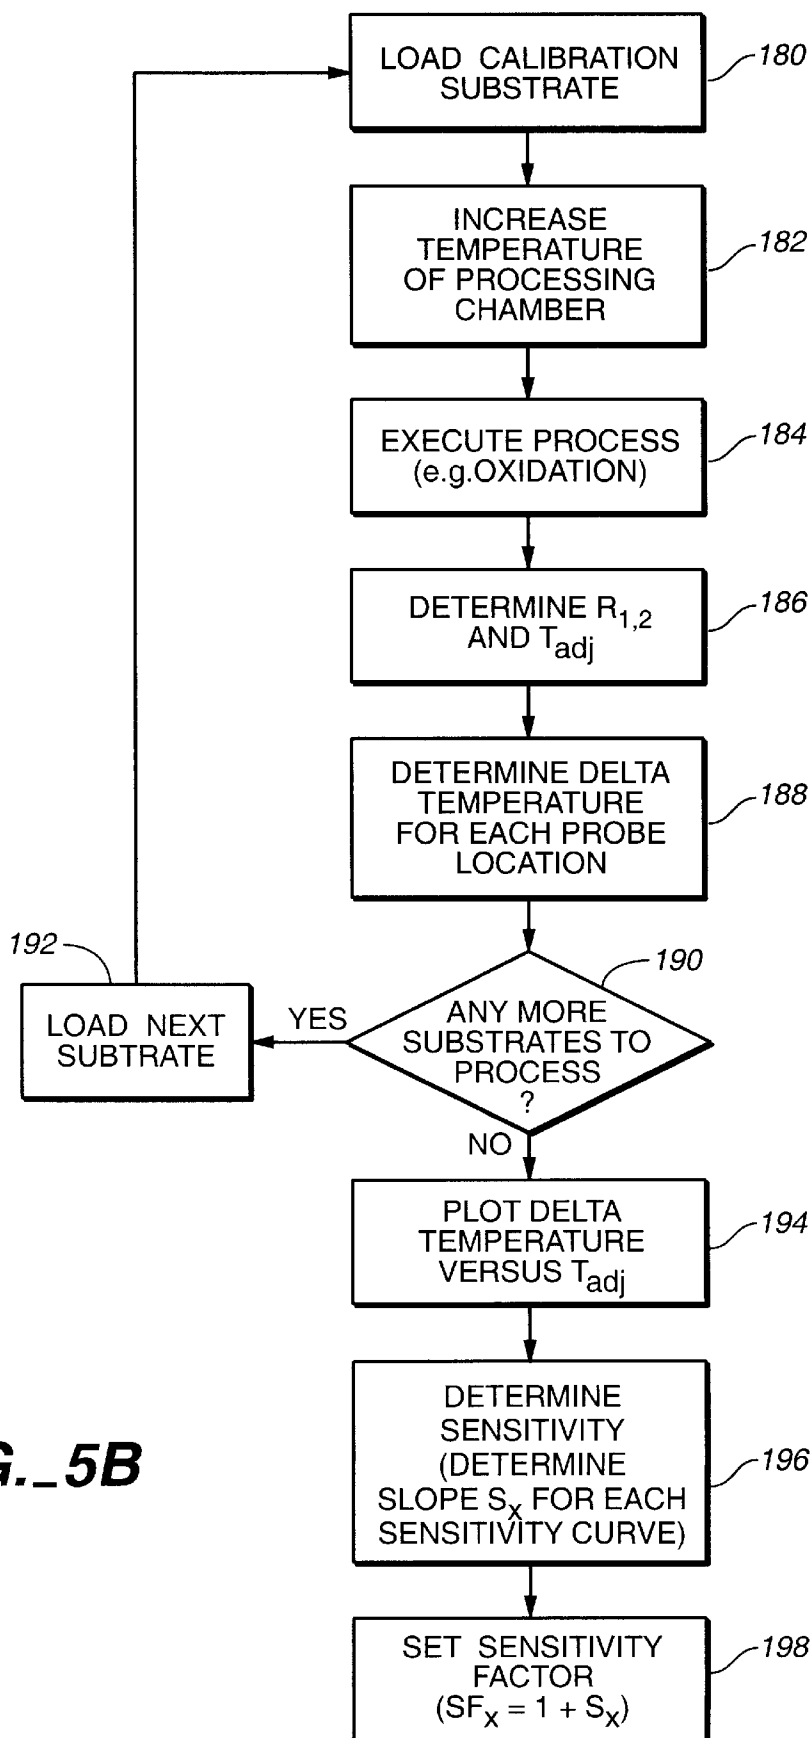 LOAD CALIBRATION
SUBSTRATE
180
INCREASE
TEMPERATURE
OF PROCESSING
CHAMBER
182
EXECUTE PROCESS
(e.g.OXIDATION)
184
DETERMINE R1,2
AND Tadj
186
DETERMINE DELTA
TEMPERATURE
FOR EACH PROBE
LOCATION
188
192
LOAD NEXT
SUBTRATE
YES
190
ANY MORE
SUBSTRATES TO
PROCESS
?
NO
PLOT DELTA
TEMPERATURE
VERSUS Tadj
194
DETERMINE
SENSITIVITY
(DETERMINE
SLOPE Sx FOR EACH
SENSITIVITY CURVE)
196
G._5B
SET SENSITIVITY
FACTOR
(SFx = 1 + Sx)
198